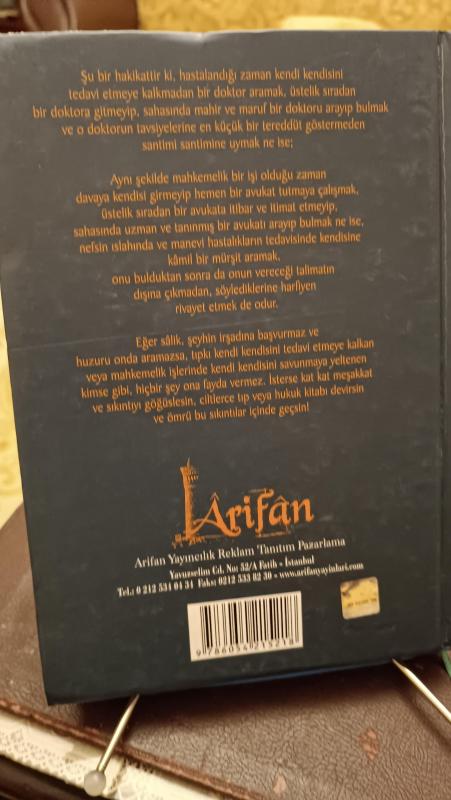 Şu bir hakikattir ki, hastalandığı zaman kendi kendisini
tedavi etmeye kalkmadan bir doktor aramak, üstelik sıradan
bir doktora gitmeyip, sahasında mahir ve maruf bir doktoru arayıp bulmak
ve o doktorun tavsiyelerine en küçük bir tereddüt göstermeden
santimi santimine uymak ne ise;
Aynı şekilde mahkemelik bir işi olduğu zaman
davaya kendisi girmeyip hemen bir avukat tutmaya çalışmak,
üstelik sıradan bir avukata itibar ve itimat etmeyip,
sahasında uzman ve tanınmış bir avukatı arayıp bulmak ne ise,
nefsin ıslahında ve manevi hastalıkların tedavisinde kendisine
kâmil bir mürşit aramak,
onu bulduktan sonra da onun vereceği talimatın
dışına çıkmadan, söylediklerine harfiyen
rivayet etmek de odur.
Eğer sâlik, şeyhin irşadına başvurmaz ve
huzuru onda aramazsa, tıpkı kendi kendisini tedavi etmeye kalkan
veya mahkemelik işlerinde kendi kendisini savunmaya yeltenen
kimse gibi, hiçbir şey ona fayda vermez. İsterse kat kat meşakkat
ve sıkıntıyı göğüslesin, ciltlerce tıp veya hukuk kitabı devirsin
ve ömrü bu sıkıntılar içinde geçsin!
Ârifân
Arifan Yayıncılık Reklam Tanıtım Pazarlama
Yavuzselim Cd. No: 52/A Fatih - İstanbul
Tel.: 0 212 534 04 34 Faks: 0212 533 82 30 • www.arifanyayinlari.com
9 786054 215218